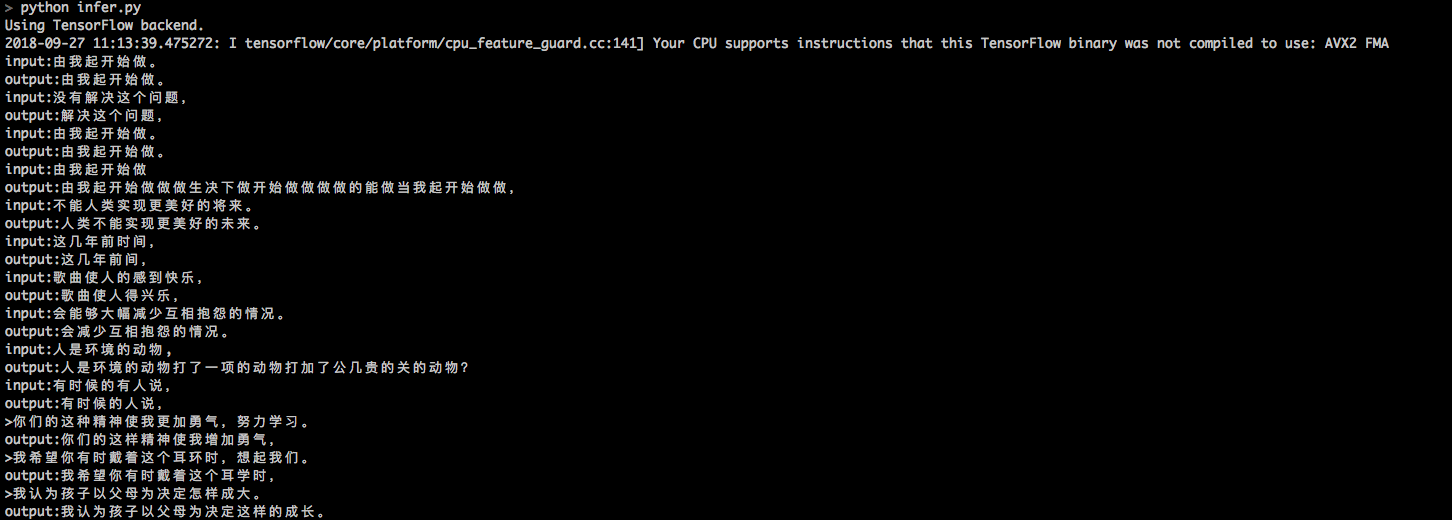 > python infer.py
Using TensorFlow backend.
2018-09-27 11:13:39.475272: I tensorflow/core/platform/cpu_feature_guard.cc:141] Your CPU supports instructions that this TensorFlow binary was not compiled to use: AVX2 FMA
input:由我起开始做。
output:由我起开始做。
input:没有解决这个问题，
output:解决这个问题，
input:由我起开始做。
output:由我起开始做。
input:由我起开始做
output:由我起开始做做做生决下做开始做做做做的能做当我起开始做做，
input:不能人类实现更美好的将来。
output:人类不能实现更美好的未来。
input:这几年前时间，
output:这几年前间，
input:歌曲使人的感到快乐，
output:歌曲使人得兴乐，
input:会能够大幅减少互相抱怨的情况。
output:会减少互相抱怨的情况。
input:人是环境的动物，
output:人是环境的动物打了一项的动物打加了公几贵的关的动物?
input:有时候的有人说，
output:有时候的人说，
>你们的这种精神使我更加勇气，努力学习。
output:你们的这样精神使我增加勇气，
>我希望你有时戴着这个耳环时，想起我们。
output:我希望你有时戴着这个耳学时，
>我认为孩子以父母为决定怎样成大。
output:我认为孩子以父母为决定这样的成长。